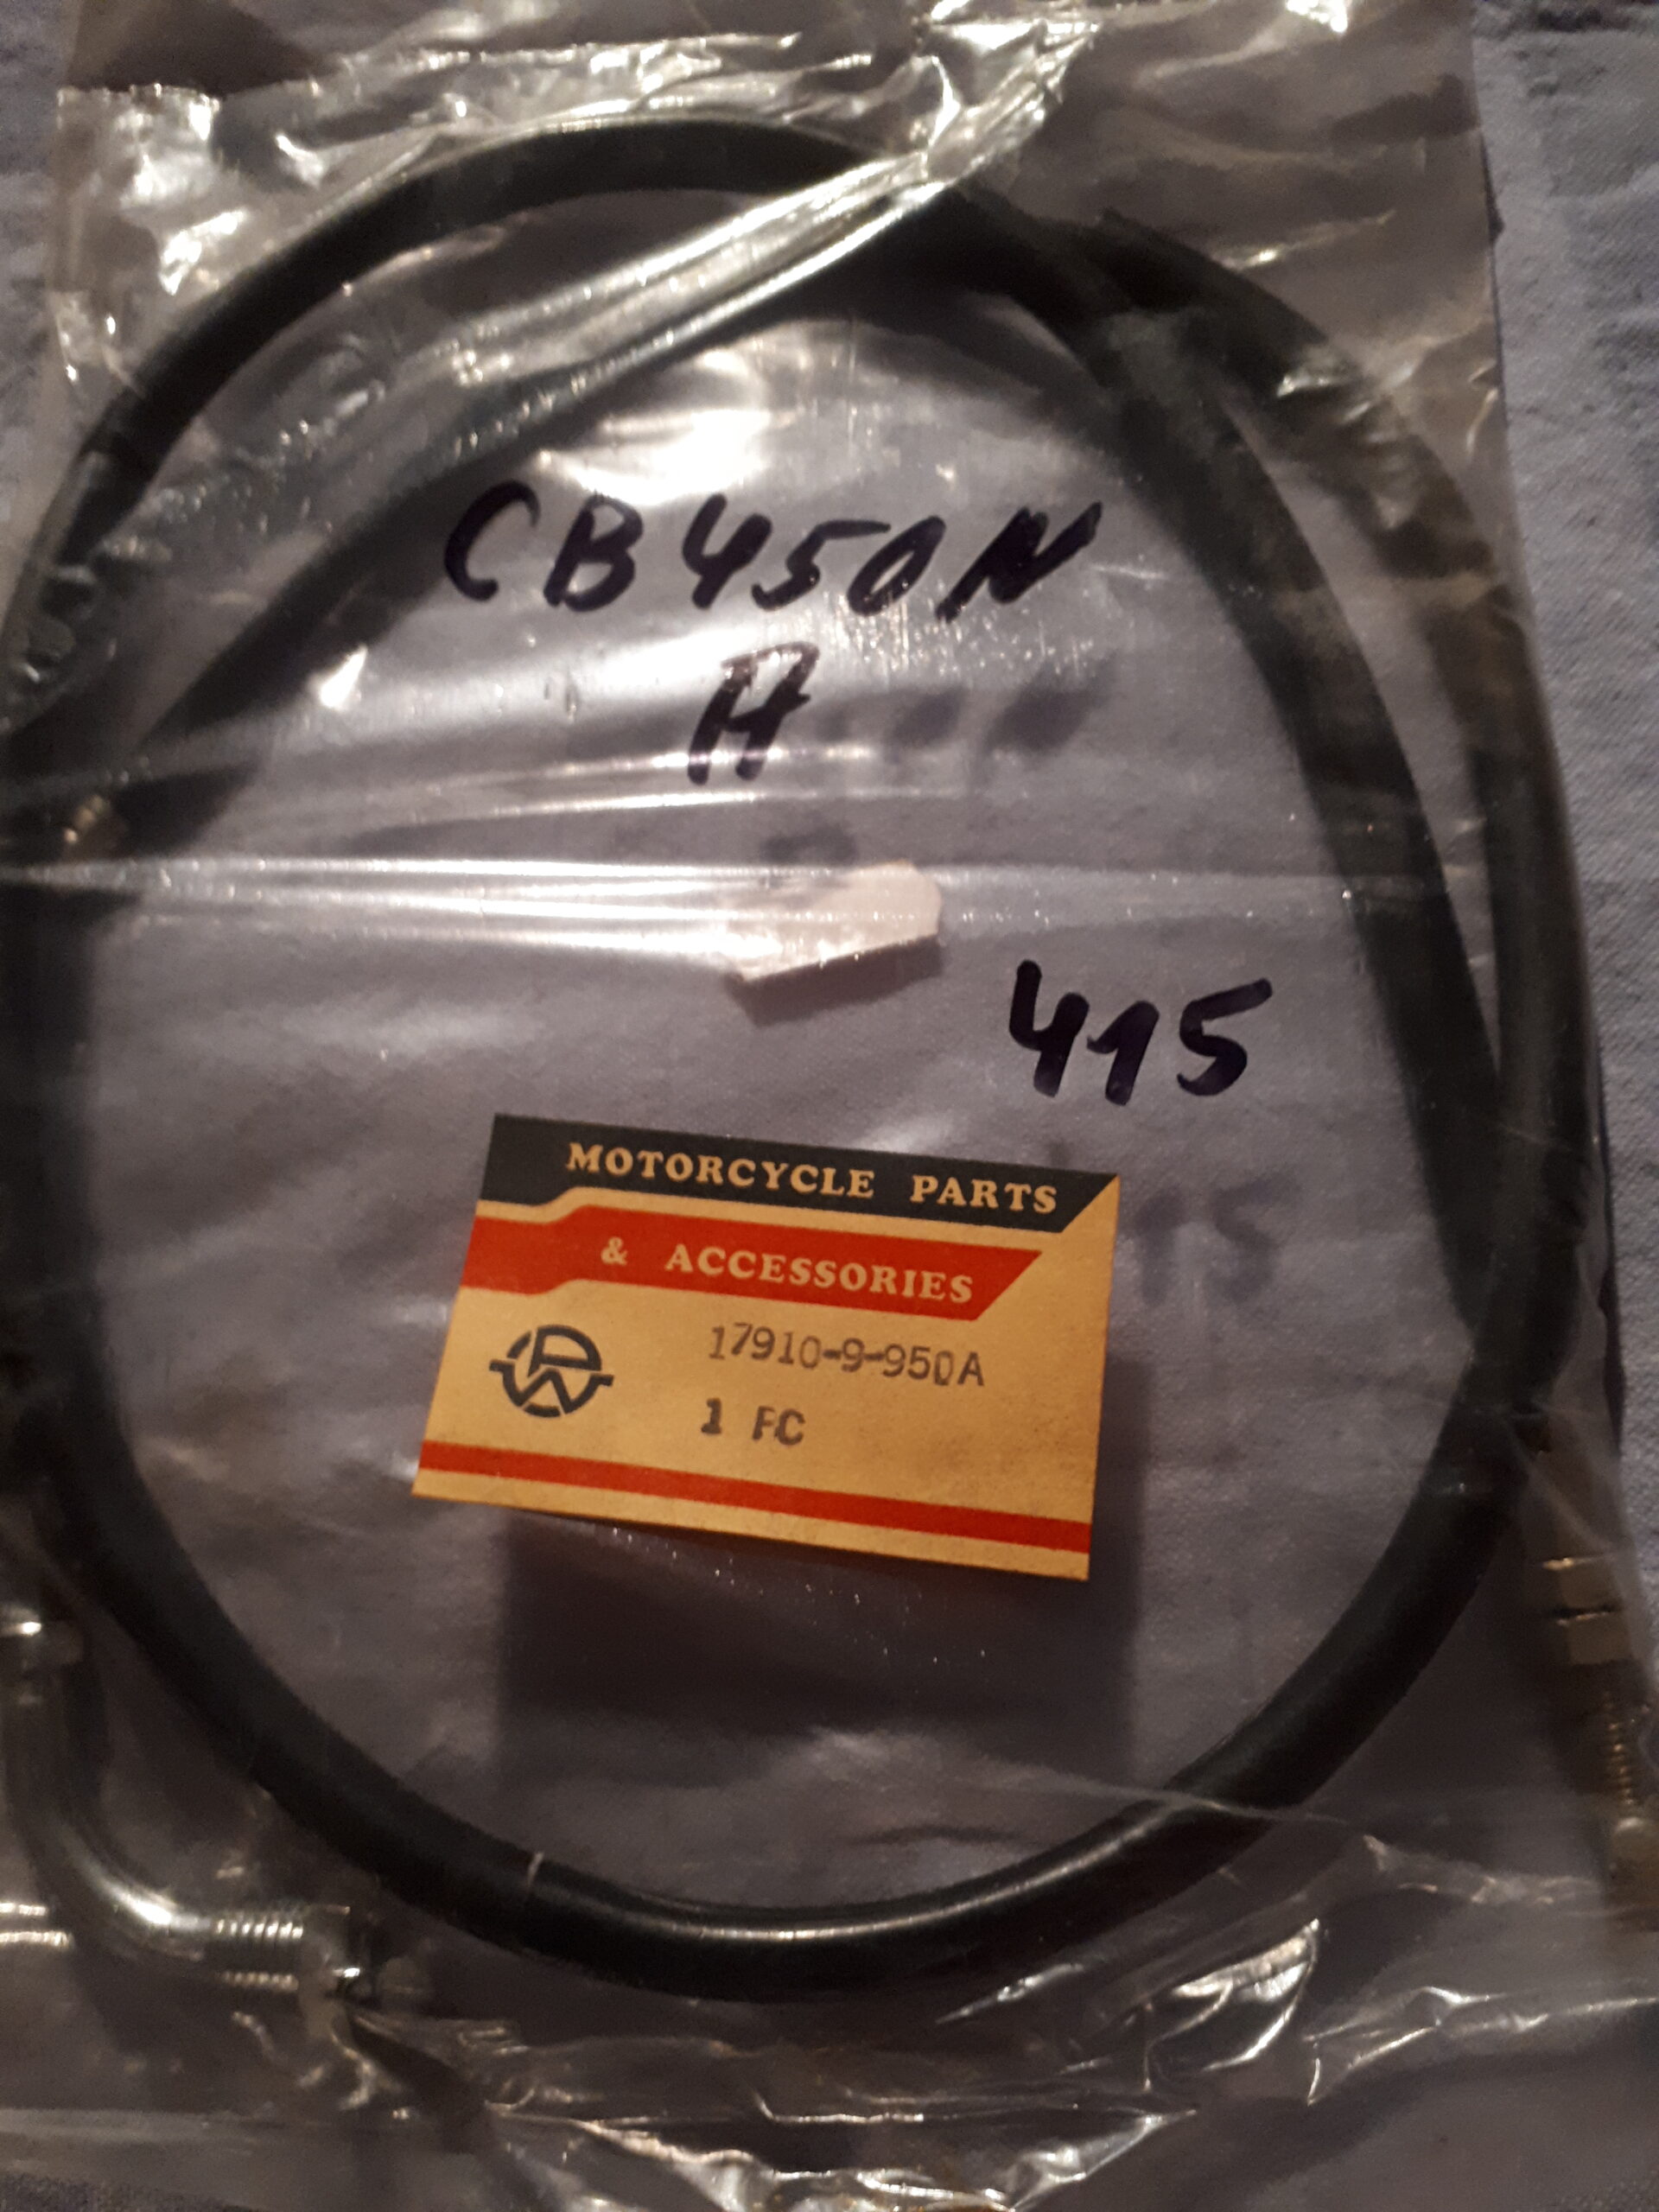 CB450N
A
415
MOTORCYCLE PARTS
& ACCESSORIES
17910-9-950A
1 PC